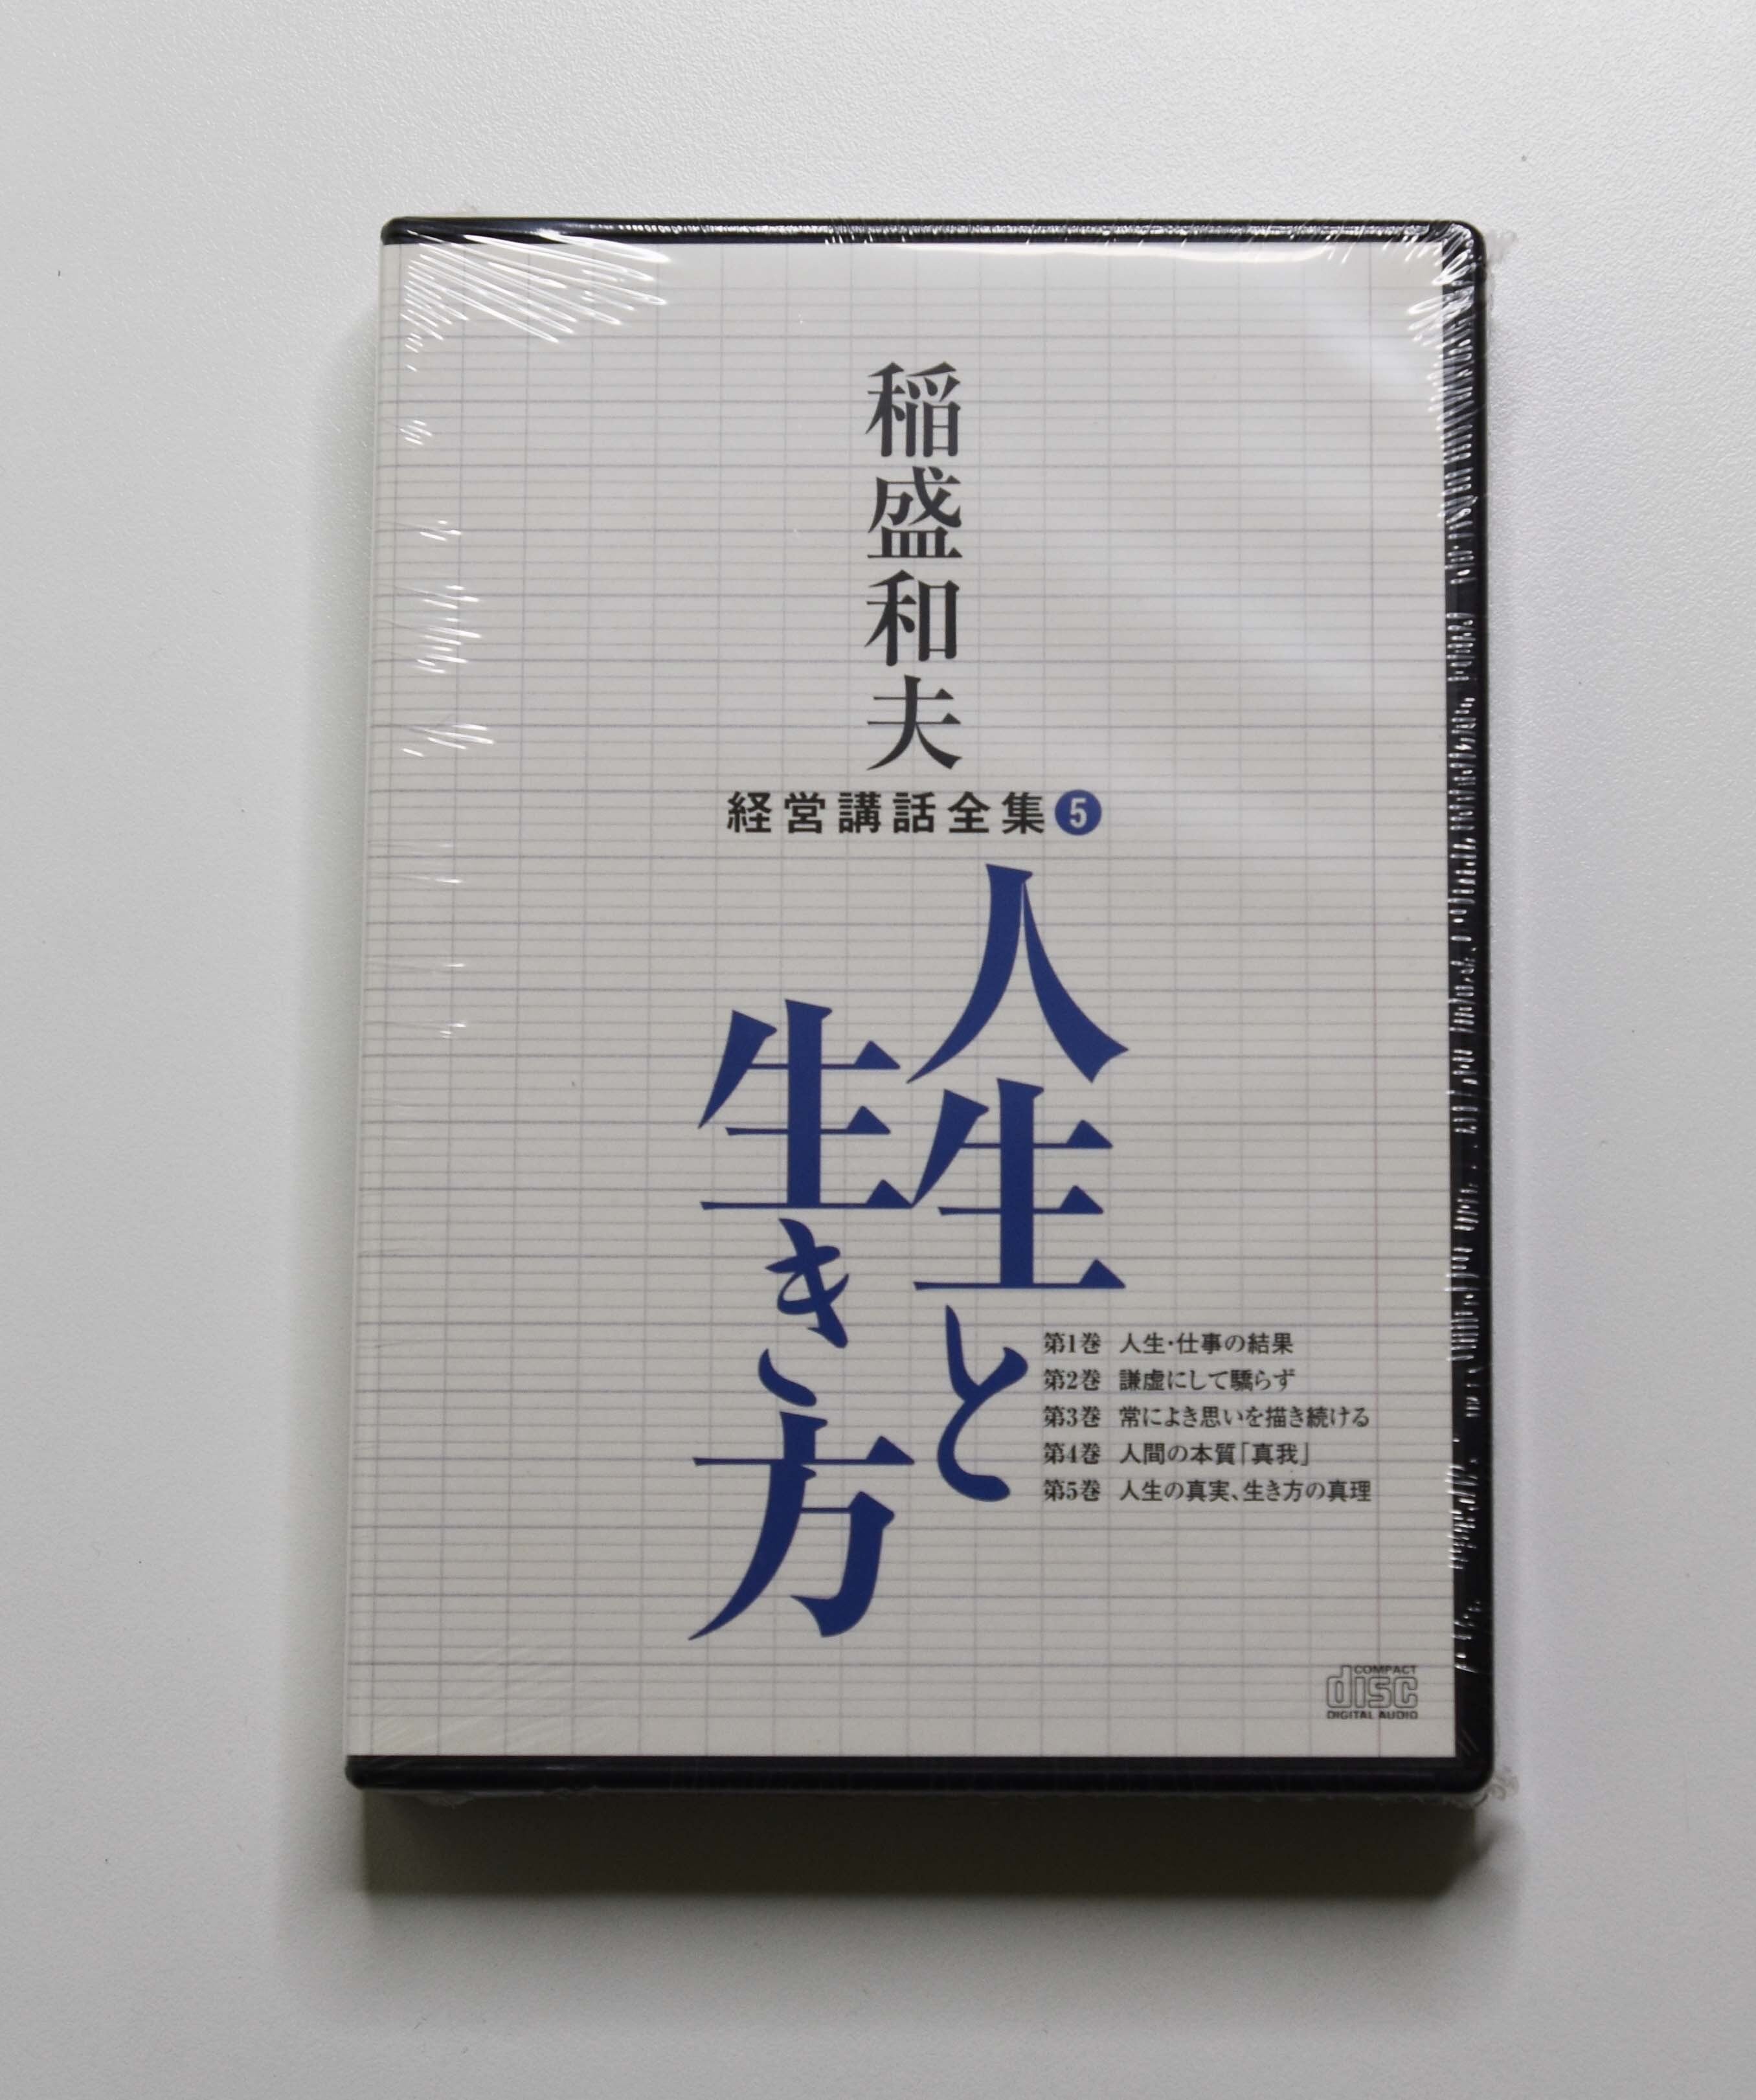 稲盛和夫
経営講話全集5
人生と
生き方
第1巻 人生・仕事の結果
第2巻 謙虚にして驕らず
第3巻 常によき思いを描き続ける
第4巻 人間の本質「真我」
第5巻 人生の真実、生き方の真理
COMPACT
disc
DIGITAL AUDIO